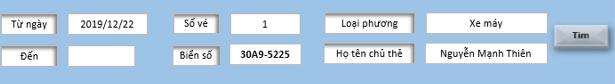 Từ ngày 2019/12/22 Số vé 1 Loại phương Xe máy
Tìm
Đến Biển số 30A9-5225 Họ tên chủ thẻ Nguyễn Mạnh Thiên